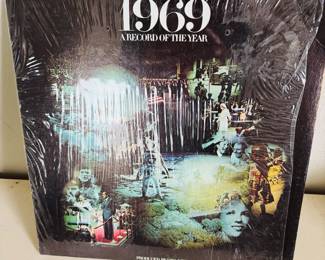 1969
A RECORD OF THE YEAR